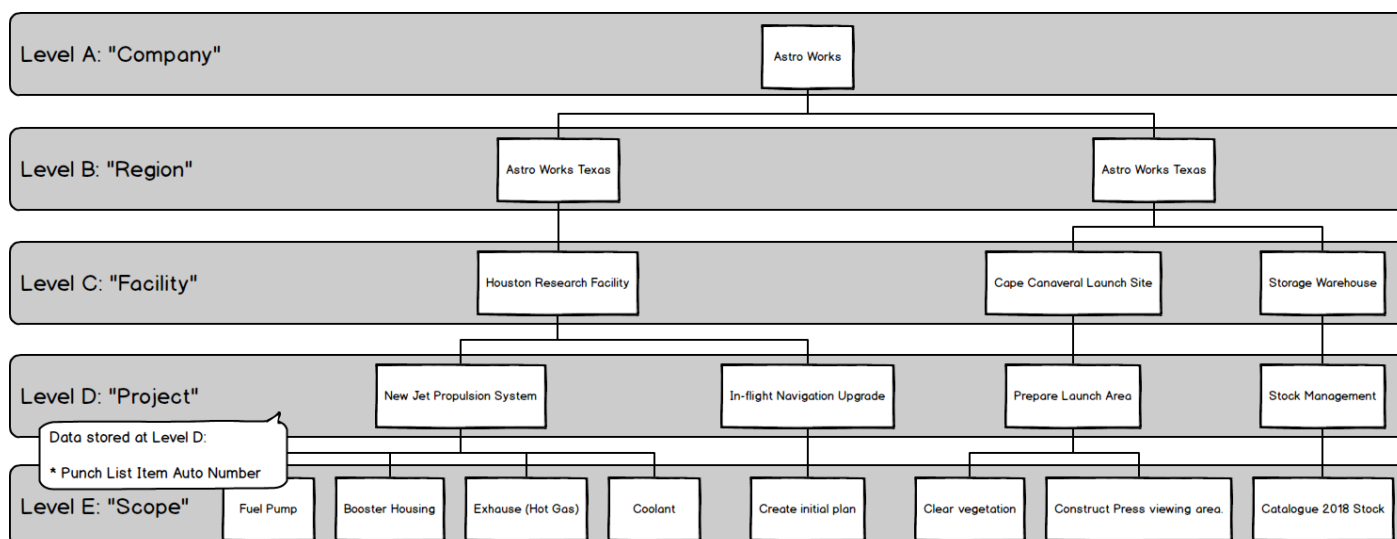 Level A: "Company"
Astro Works
Level B: "Region"
Astro Works Texas
Astro Works Texas
Level C: "Facility"
Houston Research Facility
Cape Canaveral Launch Site
Storage Warehouse
Level D: "Project"
New Jet Propulsion System
In-flight Navigation Upgrade
Prepare Launch Area
Stock Management
Data stored at Level D:
* Punch List Item Auto Number
Level E: "Scope"
Fuel Pump
Booster Housing
Exhause (Hot Gas)
Coolant
Create initial plan
Clear vegetation
Construct Press viewing area.
Catalogue 2018 Stock